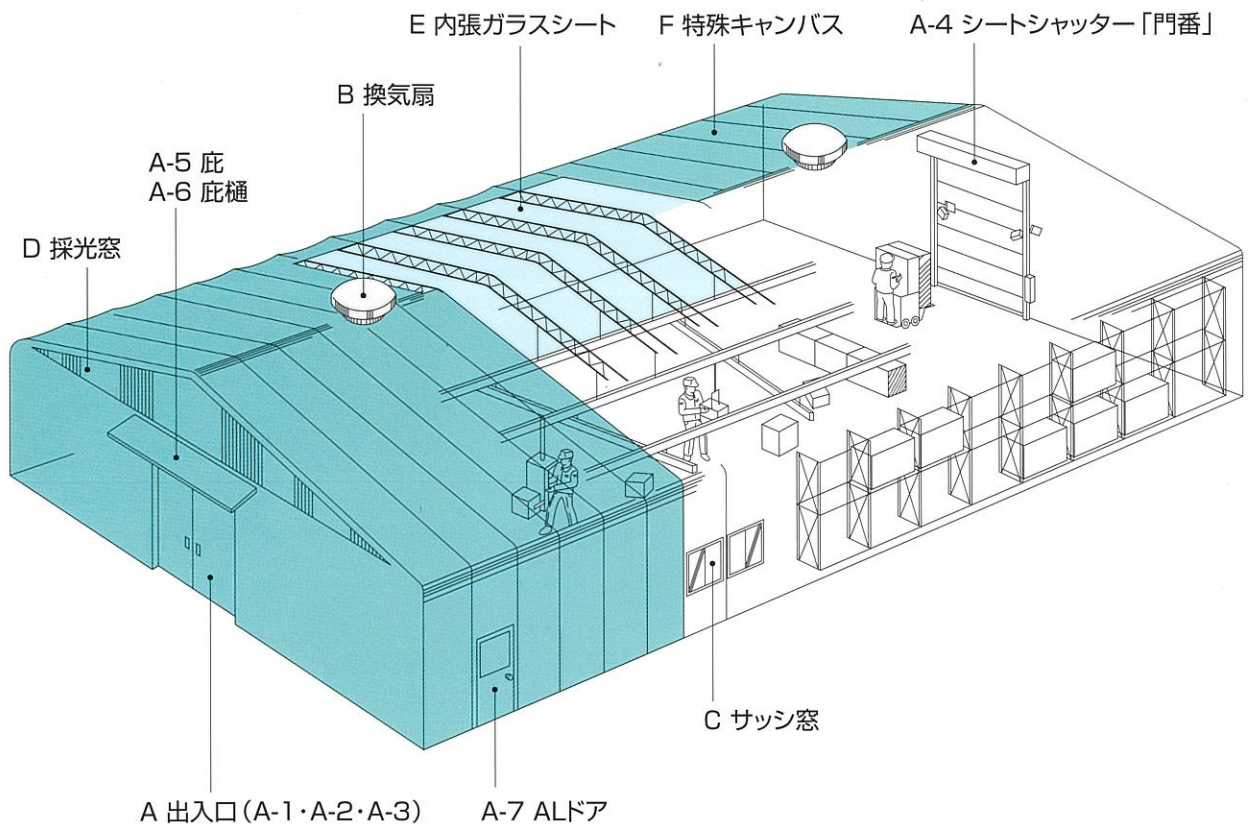 E 内張ガラスシート
F 特殊キャンバス
A-4 シートシャッター「門番」
B 換気扇
A-5 庇
A-6 庇樋
D 採光窓
C サッシ窓
A 出入口(A-1・A-2・A-3)
A-7 ALドア